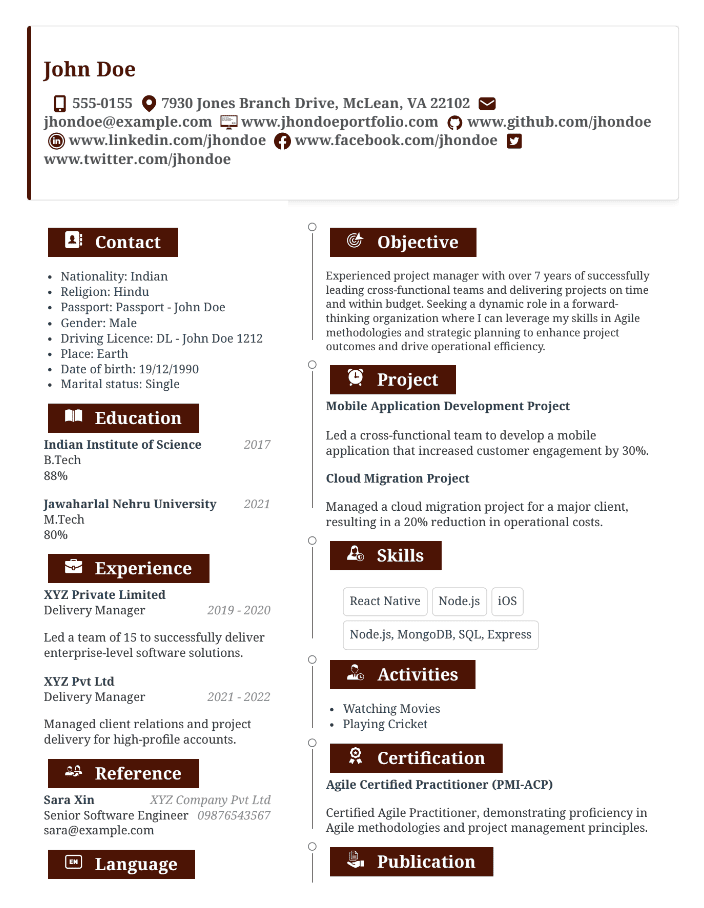 John Doe
555-0155 7930 Jones Branch Drive, McLean, VA 22102
jhondoe@example.com www.jhondoeportfolio.com www.github.com/jhondoe
www.linkedin.com/jhondoe www.facebook.com/jhondoe
www.twitter.com/jhondoe
Contact
• Nationality: Indian
• Religion: Hindu
• Passport: Passport - John Doe
• Gender: Male
• Driving Licence: DL - John Doe 1212
• Place: Earth
• Date of birth: 19/12/1990
• Marital status: Single
Education
Indian Institute of Science 2017
B.Tech
88%
Jawaharlal Nehru University 2021
M.Tech
80%
Experience
XYZ Private Limited
Delivery Manager 2019 - 2020
Led a team of 15 to successfully deliver
enterprise-level software solutions.
XYZ Pvt Ltd
Delivery Manager 2021 - 2022
Managed client relations and project
delivery for high-profile accounts.
Reference
Sara Xin XYZ Company Pvt Ltd
Senior Software Engineer 09876543567
sara@example.com
EN Language
Objective
Experienced project manager with over 7 years of successfully
leading cross-functional teams and delivering projects on time
and within budget. Seeking a dynamic role in a forward-
thinking organization where I can leverage my skills in Agile
methodologies and strategic planning to enhance project
outcomes and drive operational efficiency.
Project
Mobile Application Development Project
Led a cross-functional team to develop a mobile
application that increased customer engagement by 30%.
Cloud Migration Project
Managed a cloud migration project for a major client,
resulting in a 20% reduction in operational costs.
Skills
React Native Node.js iOS
Node.js, MongoDB, SQL, Express
Activities
• Watching Movies
• Playing Cricket
Certification
Agile Certified Practitioner (PMI-ACP)
Certified Agile Practitioner, demonstrating proficiency in
Agile methodologies and project management principles.
Publication